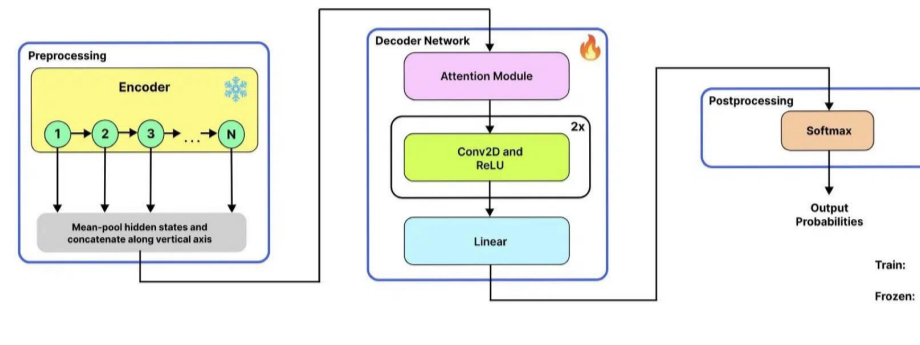 Preprocessing
Encoder
1
2
3
...
N
Mean-pool hidden states and
concatenate along vertical axis
Decoder Network
Attention Module
2x
Conv2D and
ReLU
Linear
Postprocessing
Softmax
Output
Probabilities
Train:
Frozen: